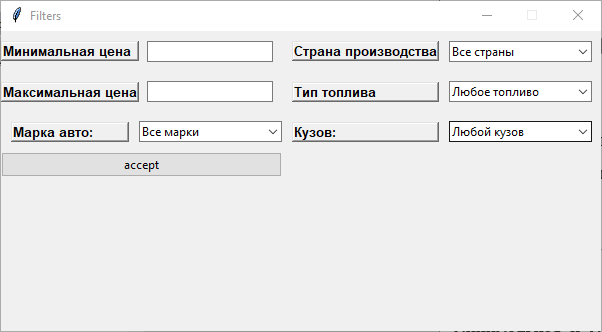 Filters
Минимальная цена
Страна производства
Все страны
Максимальная цена
Тип топлива
Любое топливо
Марка авто:
Все марки
Кузов:
Любой кузов
accept